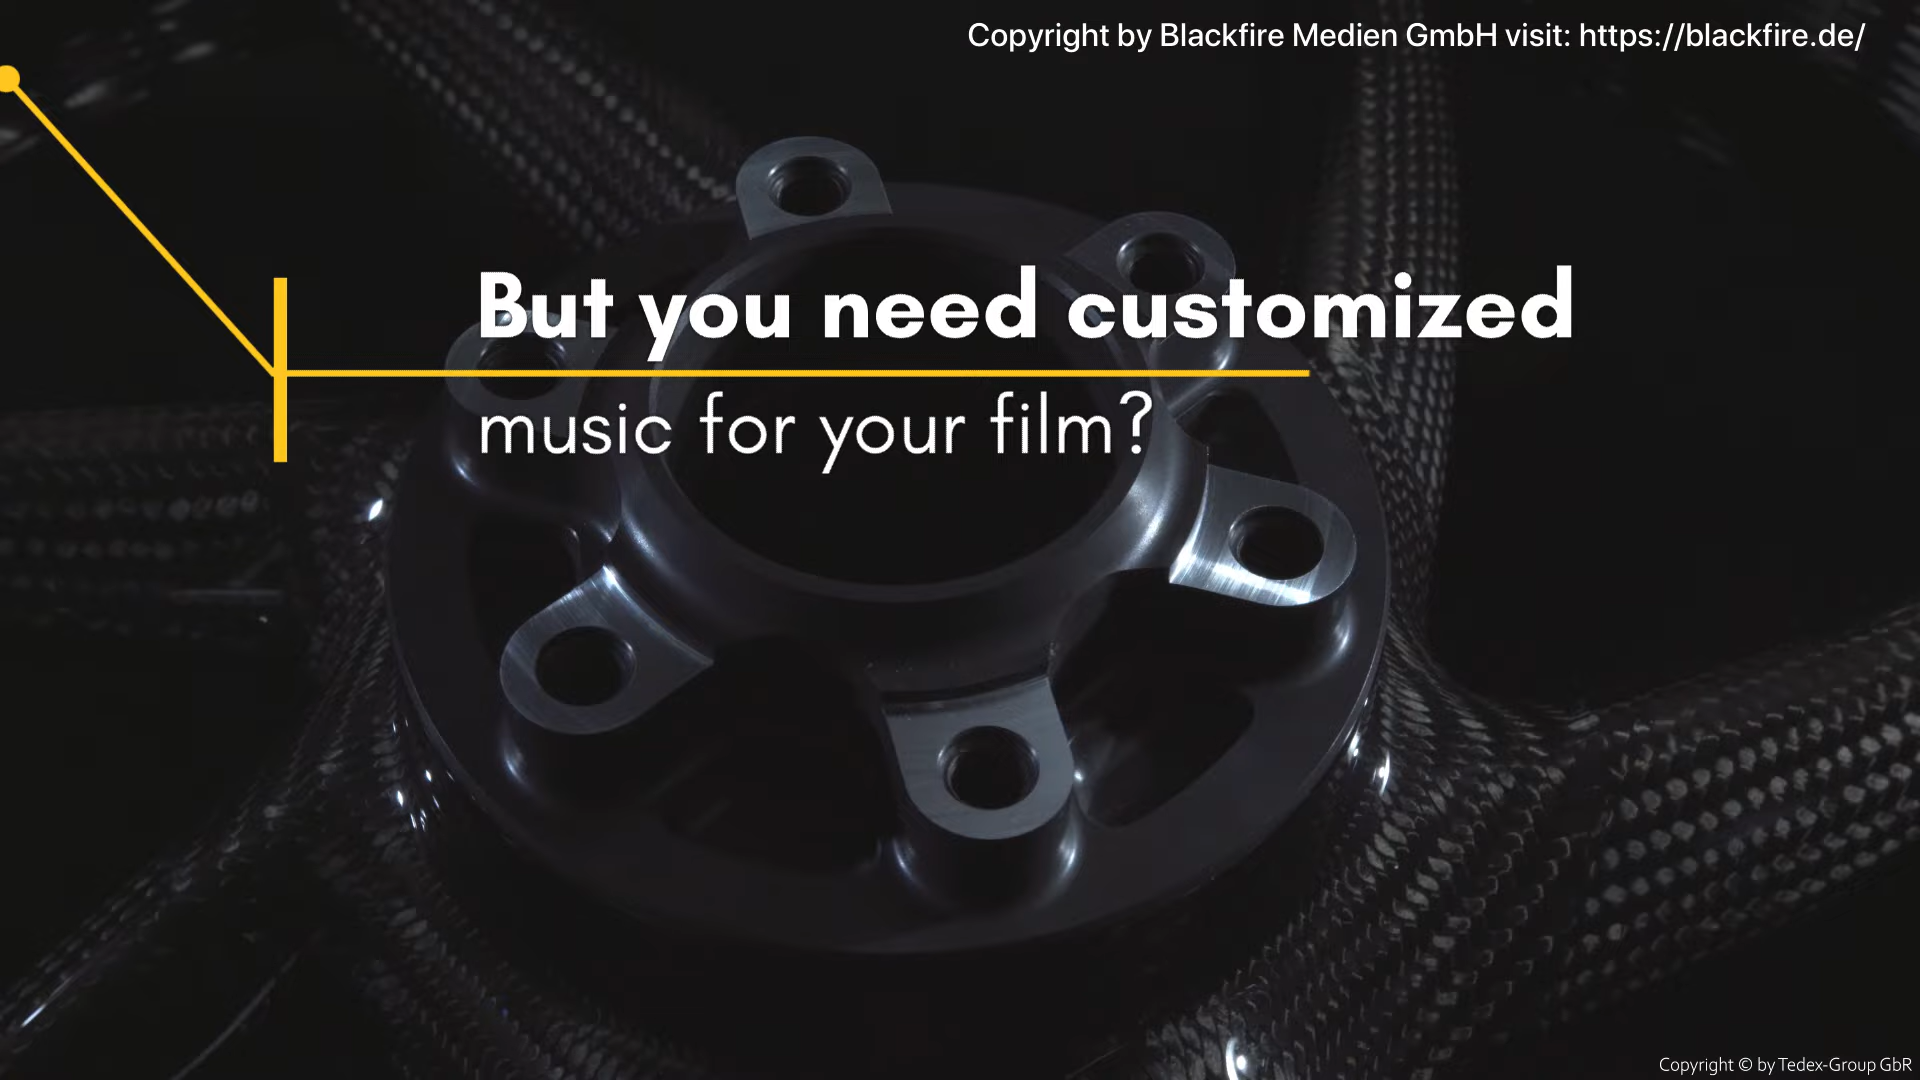 Copyright by Blackfire Medien GmbH visit: https://blackfire.de/
But you need customized
music for your film?
Copyright © by Tedex-Group GbR